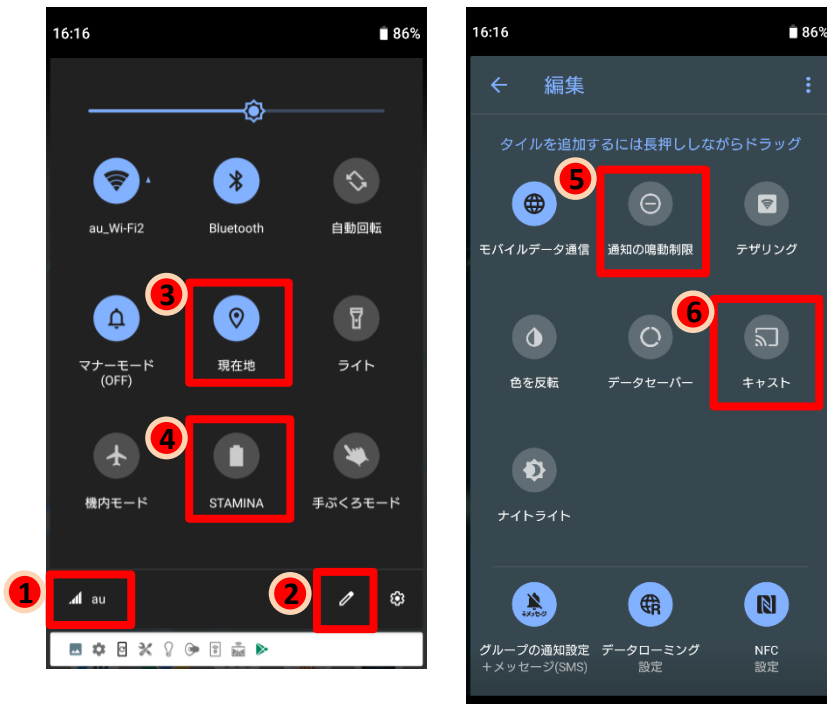 16:16
86%
au_Wi-Fi2
Bluetooth
自動回転
3
マナーモード
(OFF)
現在地
ライト
4
機内モード
STAMINA
手ぶくろモード
1
au
2
16:16
86%
編集
タイルを追加するには長押ししながらドラッグ
5
モバイルデータ通信
通知の鳴動制限
テザリング
6
色を反転
データセーバー
キャスト
ナイトライト
+メッセージ
R
グループの通知設定
+メッセージ(SMS)
データローミング
設定
NFC
設定